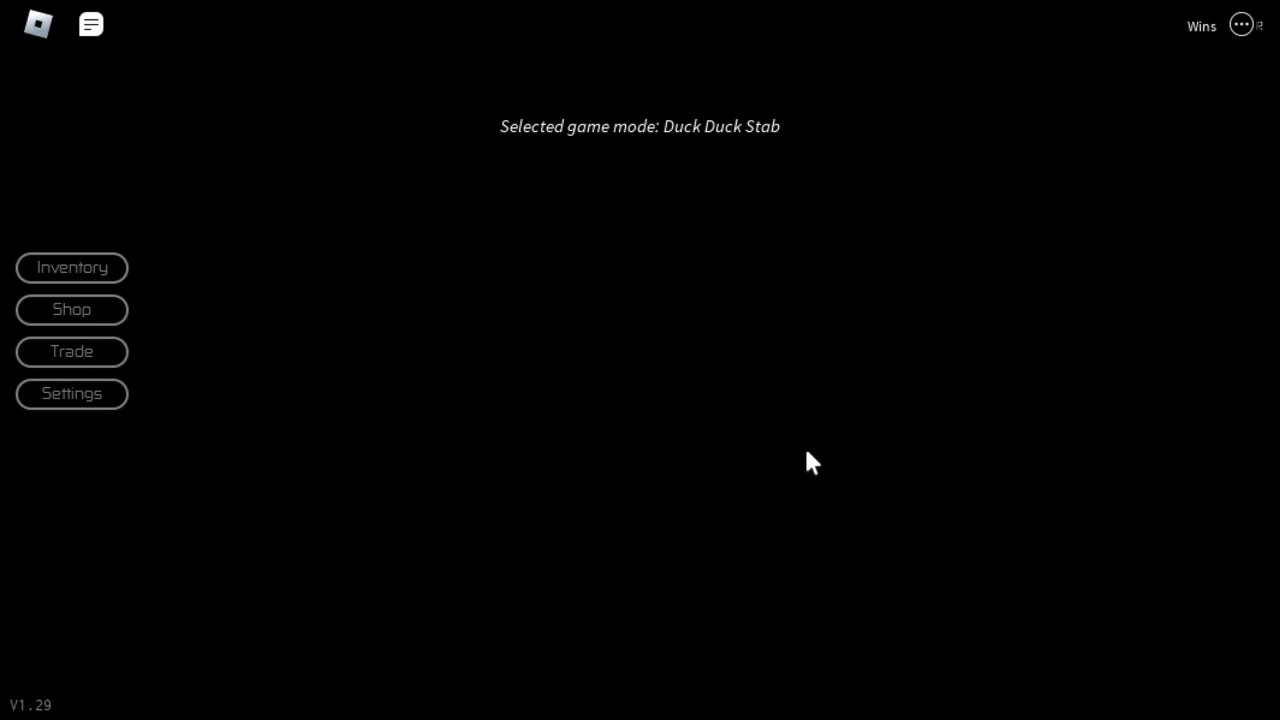 Wins
Selected game mode: Duck Duck Stab
Inventory
Shop
Trade
Settings
V1.29